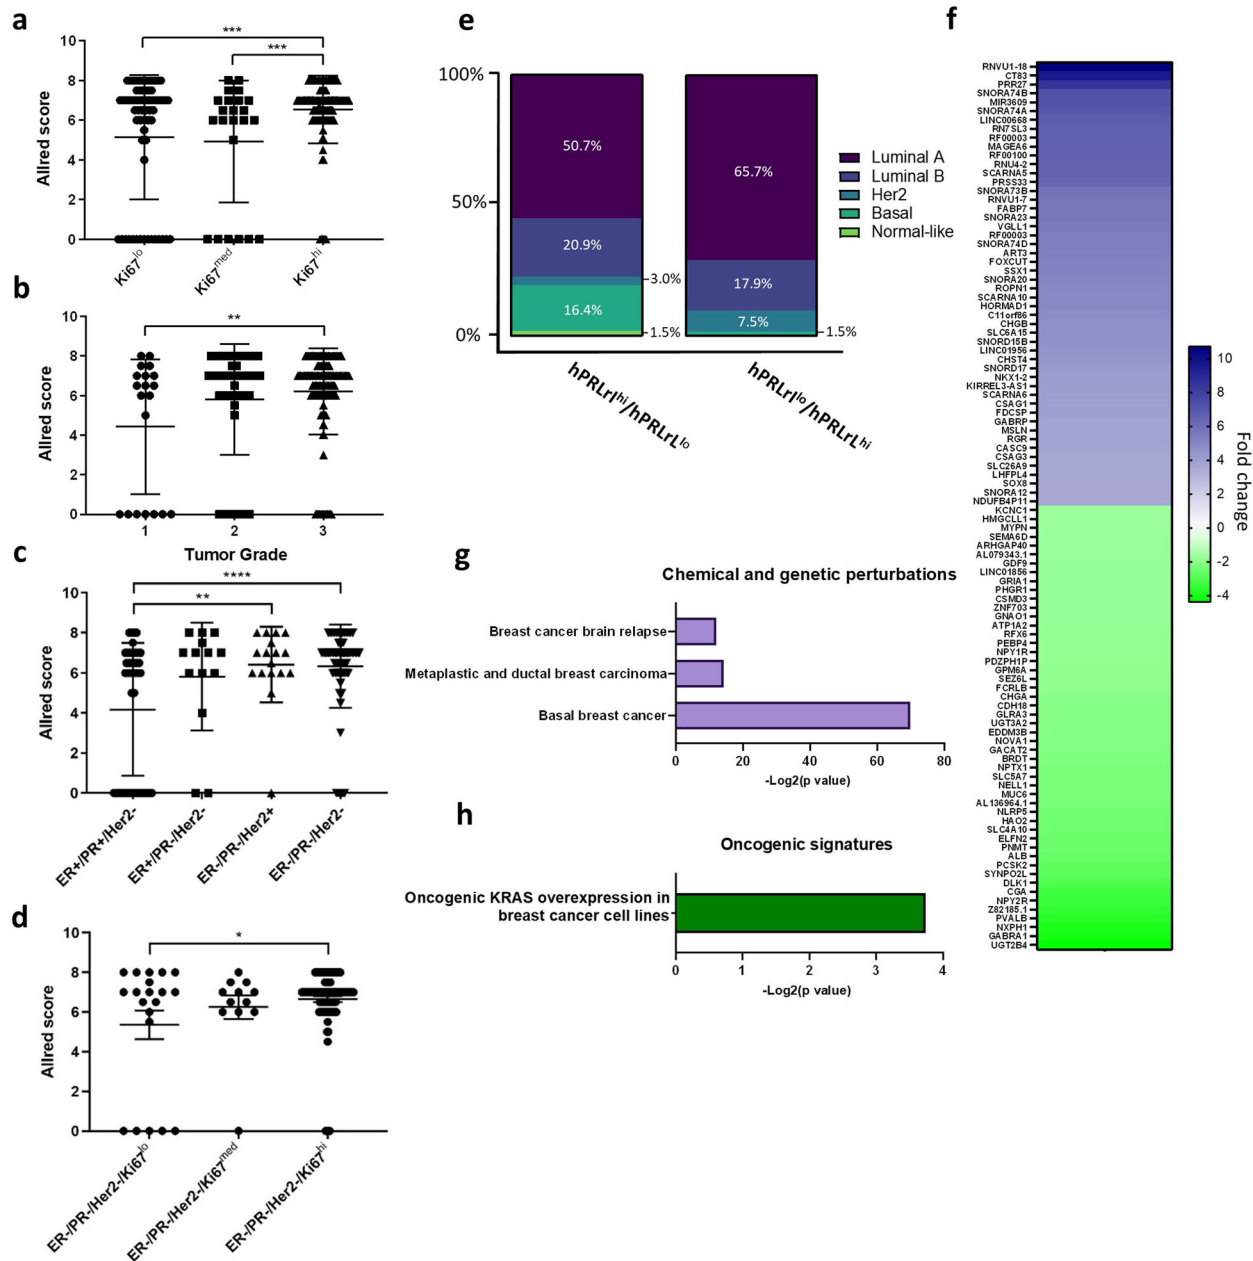 a
***
***
10
8
6
4
2
0
Allred score
Ki67lo
Ki67med
Ki67hi
b
**
10
8
6
4
2
0
Allred score
1
2
3
Tumor Grade
c
****
**
10
8
6
4
2
0
Allred score
ER+/PR+/Her2-
ER+/PR-/Her2-
ER-/PR-/Her2+
ER-/PR-/Her2-
d
*
10
8
6
4
2
0
Allred score
ER-/PR-/Her2-/Ki67lo
ER-/PR-/Her2-/Ki67med
ER-/PR-/Her2-/Ki67hi
e
100%
50%
0%
50.7%
20.9%
3.0%
16.4%
1.5%
65.7%
17.9%
7.5%
1.5%
hPRLrIhi/hPRLrLlo
hPRLrIlo/hPRLrLhi
Luminal A
Luminal B
Her2
Basal
Normal-like
g
Chemical and genetic perturbations
Breast cancer brain relapse
Metaplastic and ductal breast carcinoma
Basal breast cancer
0 20 40 60 80
-Log2(p value)
h
Oncogenic signatures
Oncogenic KRAS overexpression in
breast cancer cell lines
0 1 2 3 4
-Log2(p value)
f
RNVU1-18
CT83
PRR27
SNORA74B
MIR3609
SNORA74A
LINC00668
RN7SL3
RF00003
MAGEA6
RF00100
RNU4-2
SCARNA5
PRSS33
SNORA73B
RNVU1-7
FABP7
SNORA23
VGLL1
RF00003
SNORA74D
ART3
FOXCUT
SSX1
SNORA20
ROPN1
SCARNA10
HORMAD1
C11orf86
CHGB
SLC6A15
SNORD15B
LINC01956
CHST4
SNORD17
NKX1-2
KIRREL3-AS1
SCARNA6
CSAG1
FDCSP
GABRP
MSLN
RGR
CASC9
CSAG3
SLC26A9
LHFPL4
SOX8
SNORA12
NDUFB4P11
KCNC1
HMGCLL1
MYPN
SEMA6D
ARHGAP40
AL079343.1
GDF9
LINC01856
GRIA1
PHGR1
CSMD3
ZNF703
GNAO1
ATP1A2
RFX6
PEBP4
NPY1R
PDZPH1P
GPM6A
SEZ6L
FCRLB
CHGA
CDH18
GLRA3
UGT3A2
EDDM3B
NOVA1
GACAT2
BRDT
NPTX1
SLC5A7
NELL1
MUC6
AL136964.1
NLRP5
HAO2
SLC4A10
ELFN2
PNMT
ALB
PCSK2
SYNPO2L
DLK1
CGA
NPY2R
Z82185.1
PVALB
NXPH1
GABRA1
UGT2B4
10
8
6
4
2
0
-2
-4
Fold change